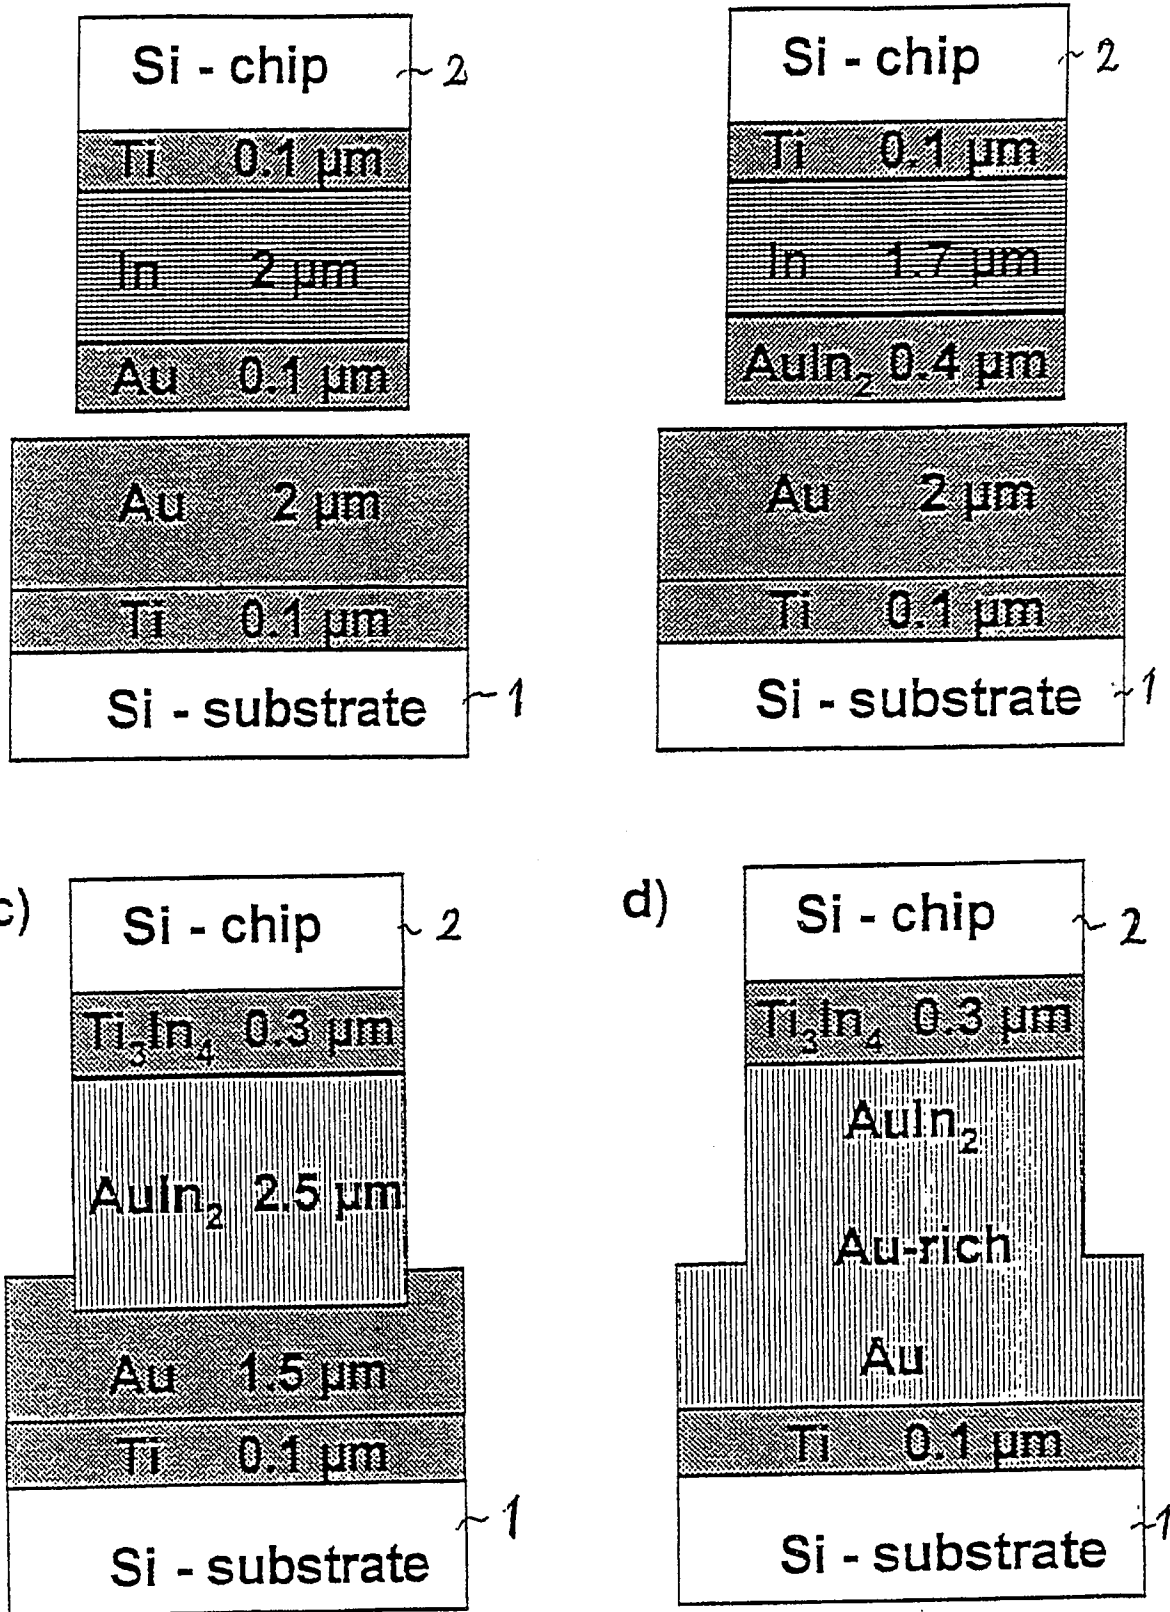 Si - chip 2
Ti 0.1 µm
In 2 µm
Au 0.1 µm
Au 2 µm
Ti 0.1 µm
Si - substrate 1
Si - chip 2
Ti 0.1 µm
In 1.7 µm
AuIn₂ 0.4 µm
Au 2 µm
Ti 0.1 µm
Si - substrate 1
c)
Si - chip 2
Ti₃In₄ 0.3 µm
AuIn₂ 2.5 µm
Au 1.5 µm
Ti 0.1 µm
Si - substrate 1
d)
Si - chip 2
Ti₃In₄ 0.3 µm
AuIn₂
Au-rich
Au
Ti 0.1 µm
Si - substrate 1